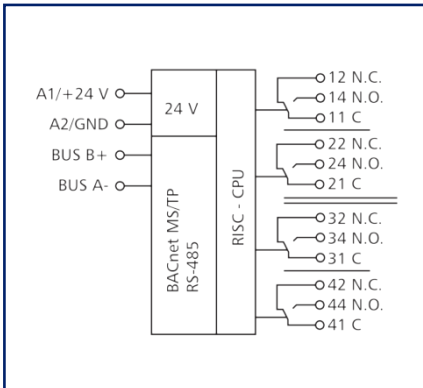 A1/+24 V
A2/GND
BUS B+
BUS A-
24 V
BACnet MS/TP
RS-485
RISC - CPU
12 N.C.
14 N.O.
11 C
22 N.C.
24 N.O.
21 C
32 N.C.
34 N.O.
31 C
42 N.C.
44 N.O.
41 C